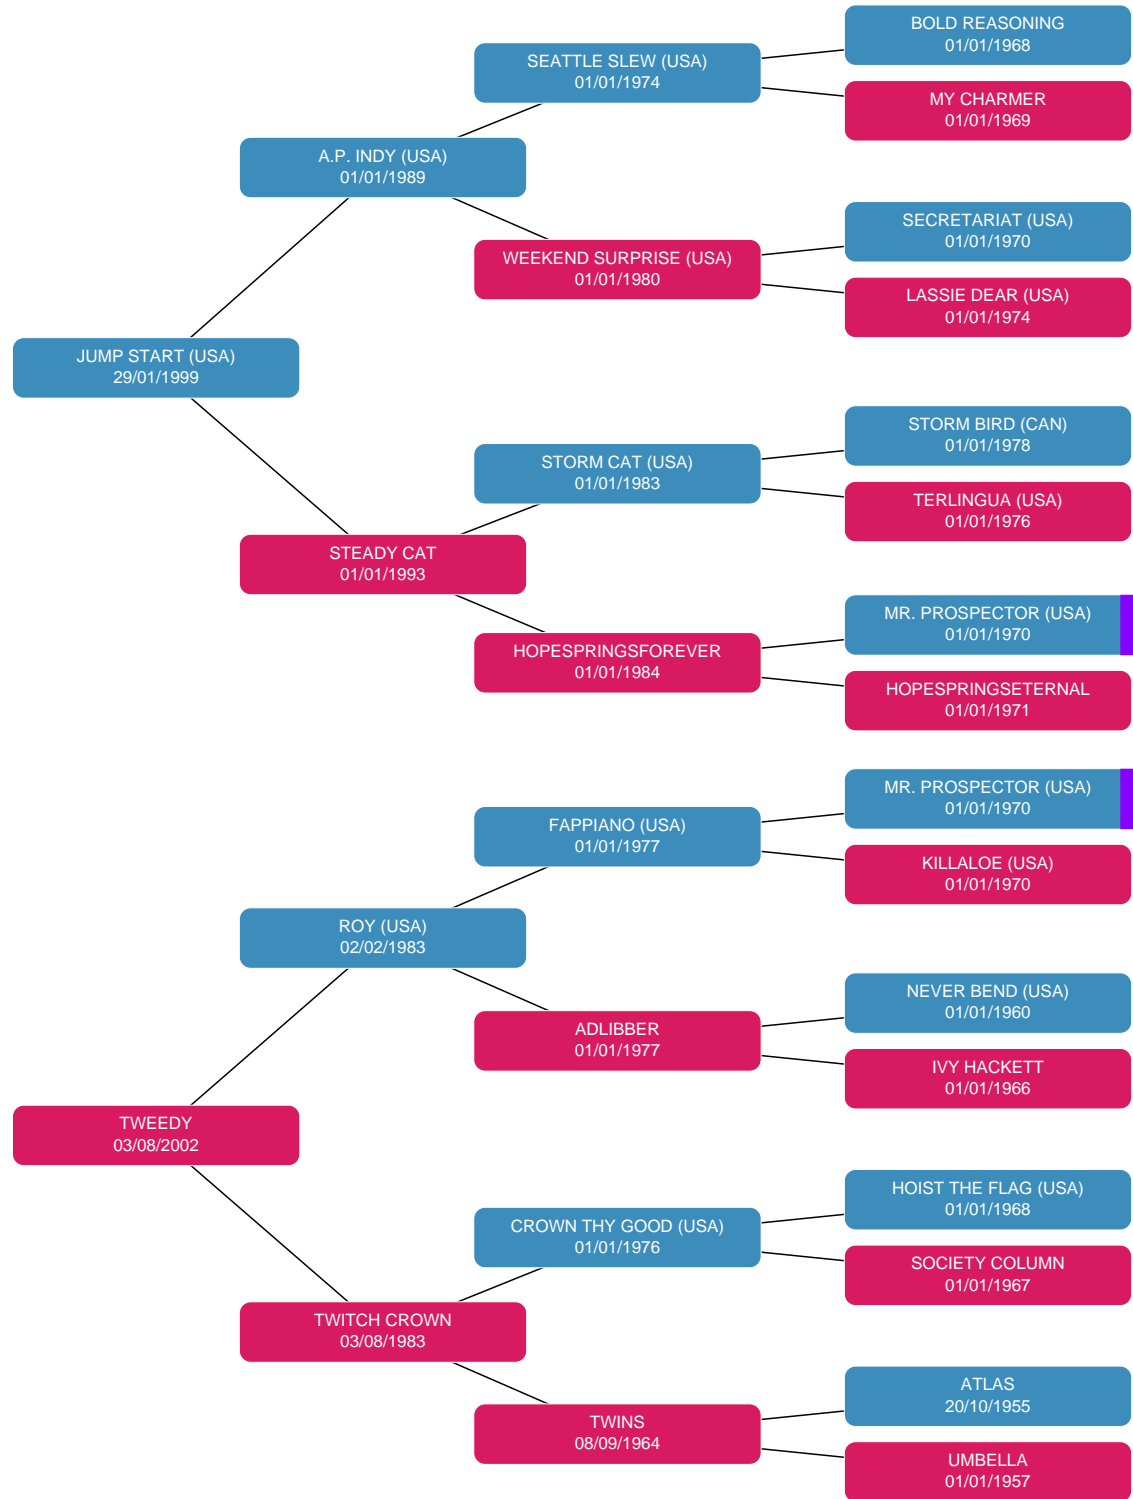 BOLD REASONING
01/01/1968
SEATTLE SLEW (USA)
01/01/1974
MY CHARMER
01/01/1969
A.P. INDY (USA)
01/01/1989
SECRETARIAT (USA)
01/01/1970
WEEKEND SURPRISE (USA)
01/01/1980
LASSIE DEAR (USA)
01/01/1974
JUMP START (USA)
29/01/1999
STORM BIRD (CAN)
01/01/1978
STORM CAT (USA)
01/01/1983
TERLINGUA (USA)
01/01/1976
STEADY CAT
01/01/1993
MR. PROSPECTOR (USA)
01/01/1970
HOPESPRINGSFOREVER
01/01/1984
HOPESPRINGSETERNAL
01/01/1971
MR. PROSPECTOR (USA)
01/01/1970
FAPPIANO (USA)
01/01/1977
KILLALOE (USA)
01/01/1970
ROY (USA)
02/02/1983
NEVER BEND (USA)
01/01/1960
ADLIBBER
01/01/1977
IVY HACKETT
01/01/1966
TWEEDY
03/08/2002
HOIST THE FLAG (USA)
01/01/1968
CROWN THY GOOD (USA)
01/01/1976
SOCIETY COLUMN
01/01/1967
TWITCH CROWN
03/08/1983
ATLAS
20/10/1955
TWINS
08/09/1964
UMBELLA
01/01/1957